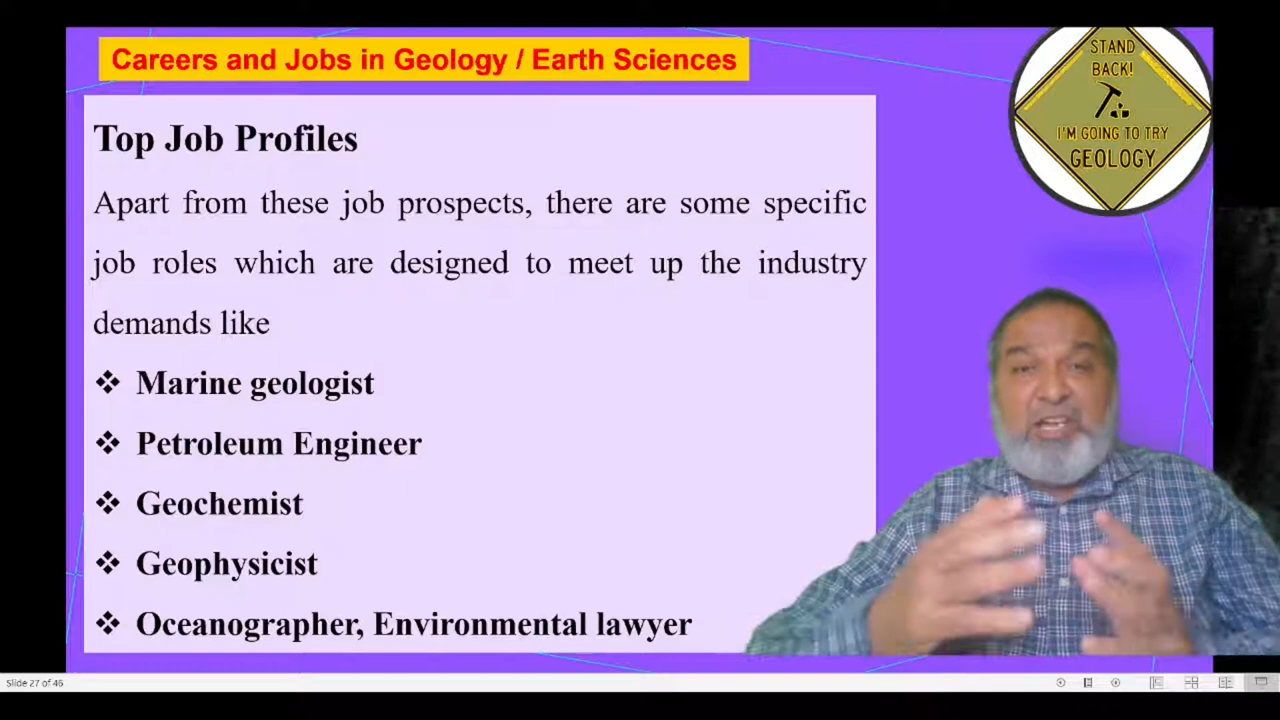 Careers and Jobs in Geology / Earth Sciences
STAND
BACK!
I'M GOING TO TRY
GEOLOGY
Top Job Profiles
Apart from these job prospects, there are some specific
job roles which are designed to meet up the industry
demands like
❖ Marine geologist
❖ Petroleum Engineer
❖ Geochemist
❖ Geophysicist
❖ Oceanographer, Environmental lawyer
Slide 27 of 46